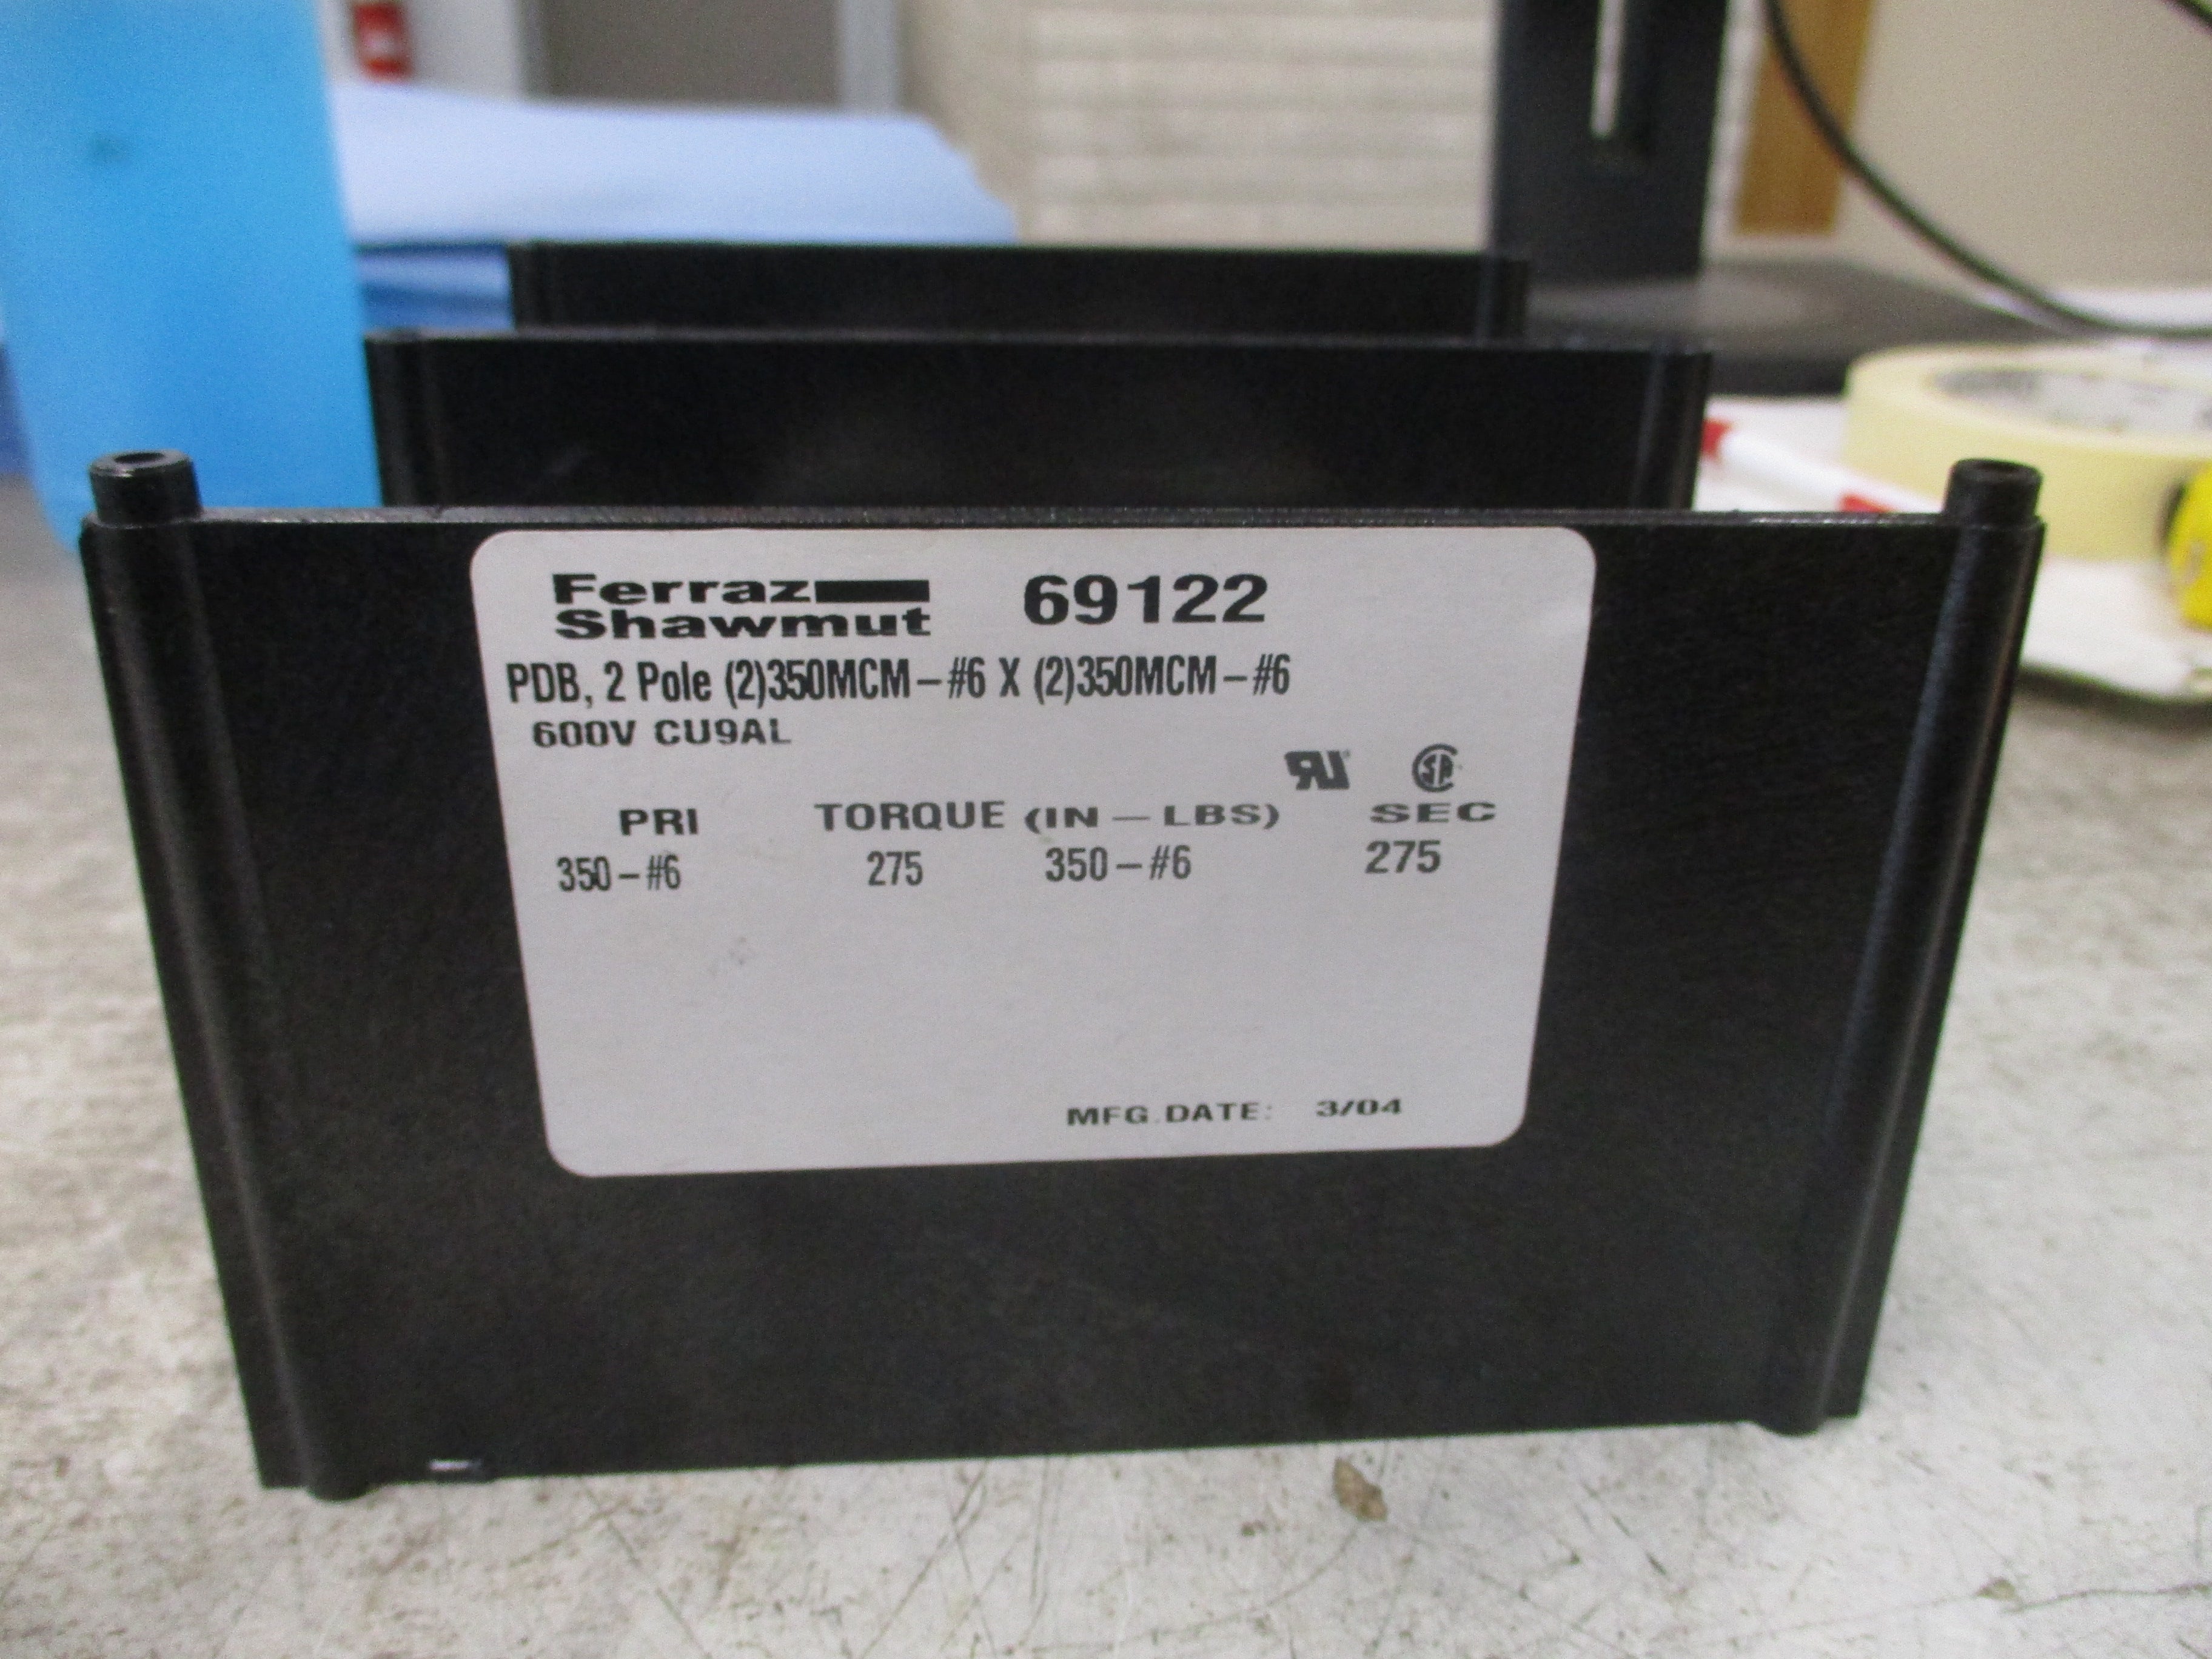 Ferraz
Shawmut
69122
PDB, 2 Pole (2)350MCM-#6 X (2)350MCM-#6
600V CU9AL
PRI TORQUE (IN-LBS) SEC
350-#6 275 350-#6 275
MFG.DATE: 3/04